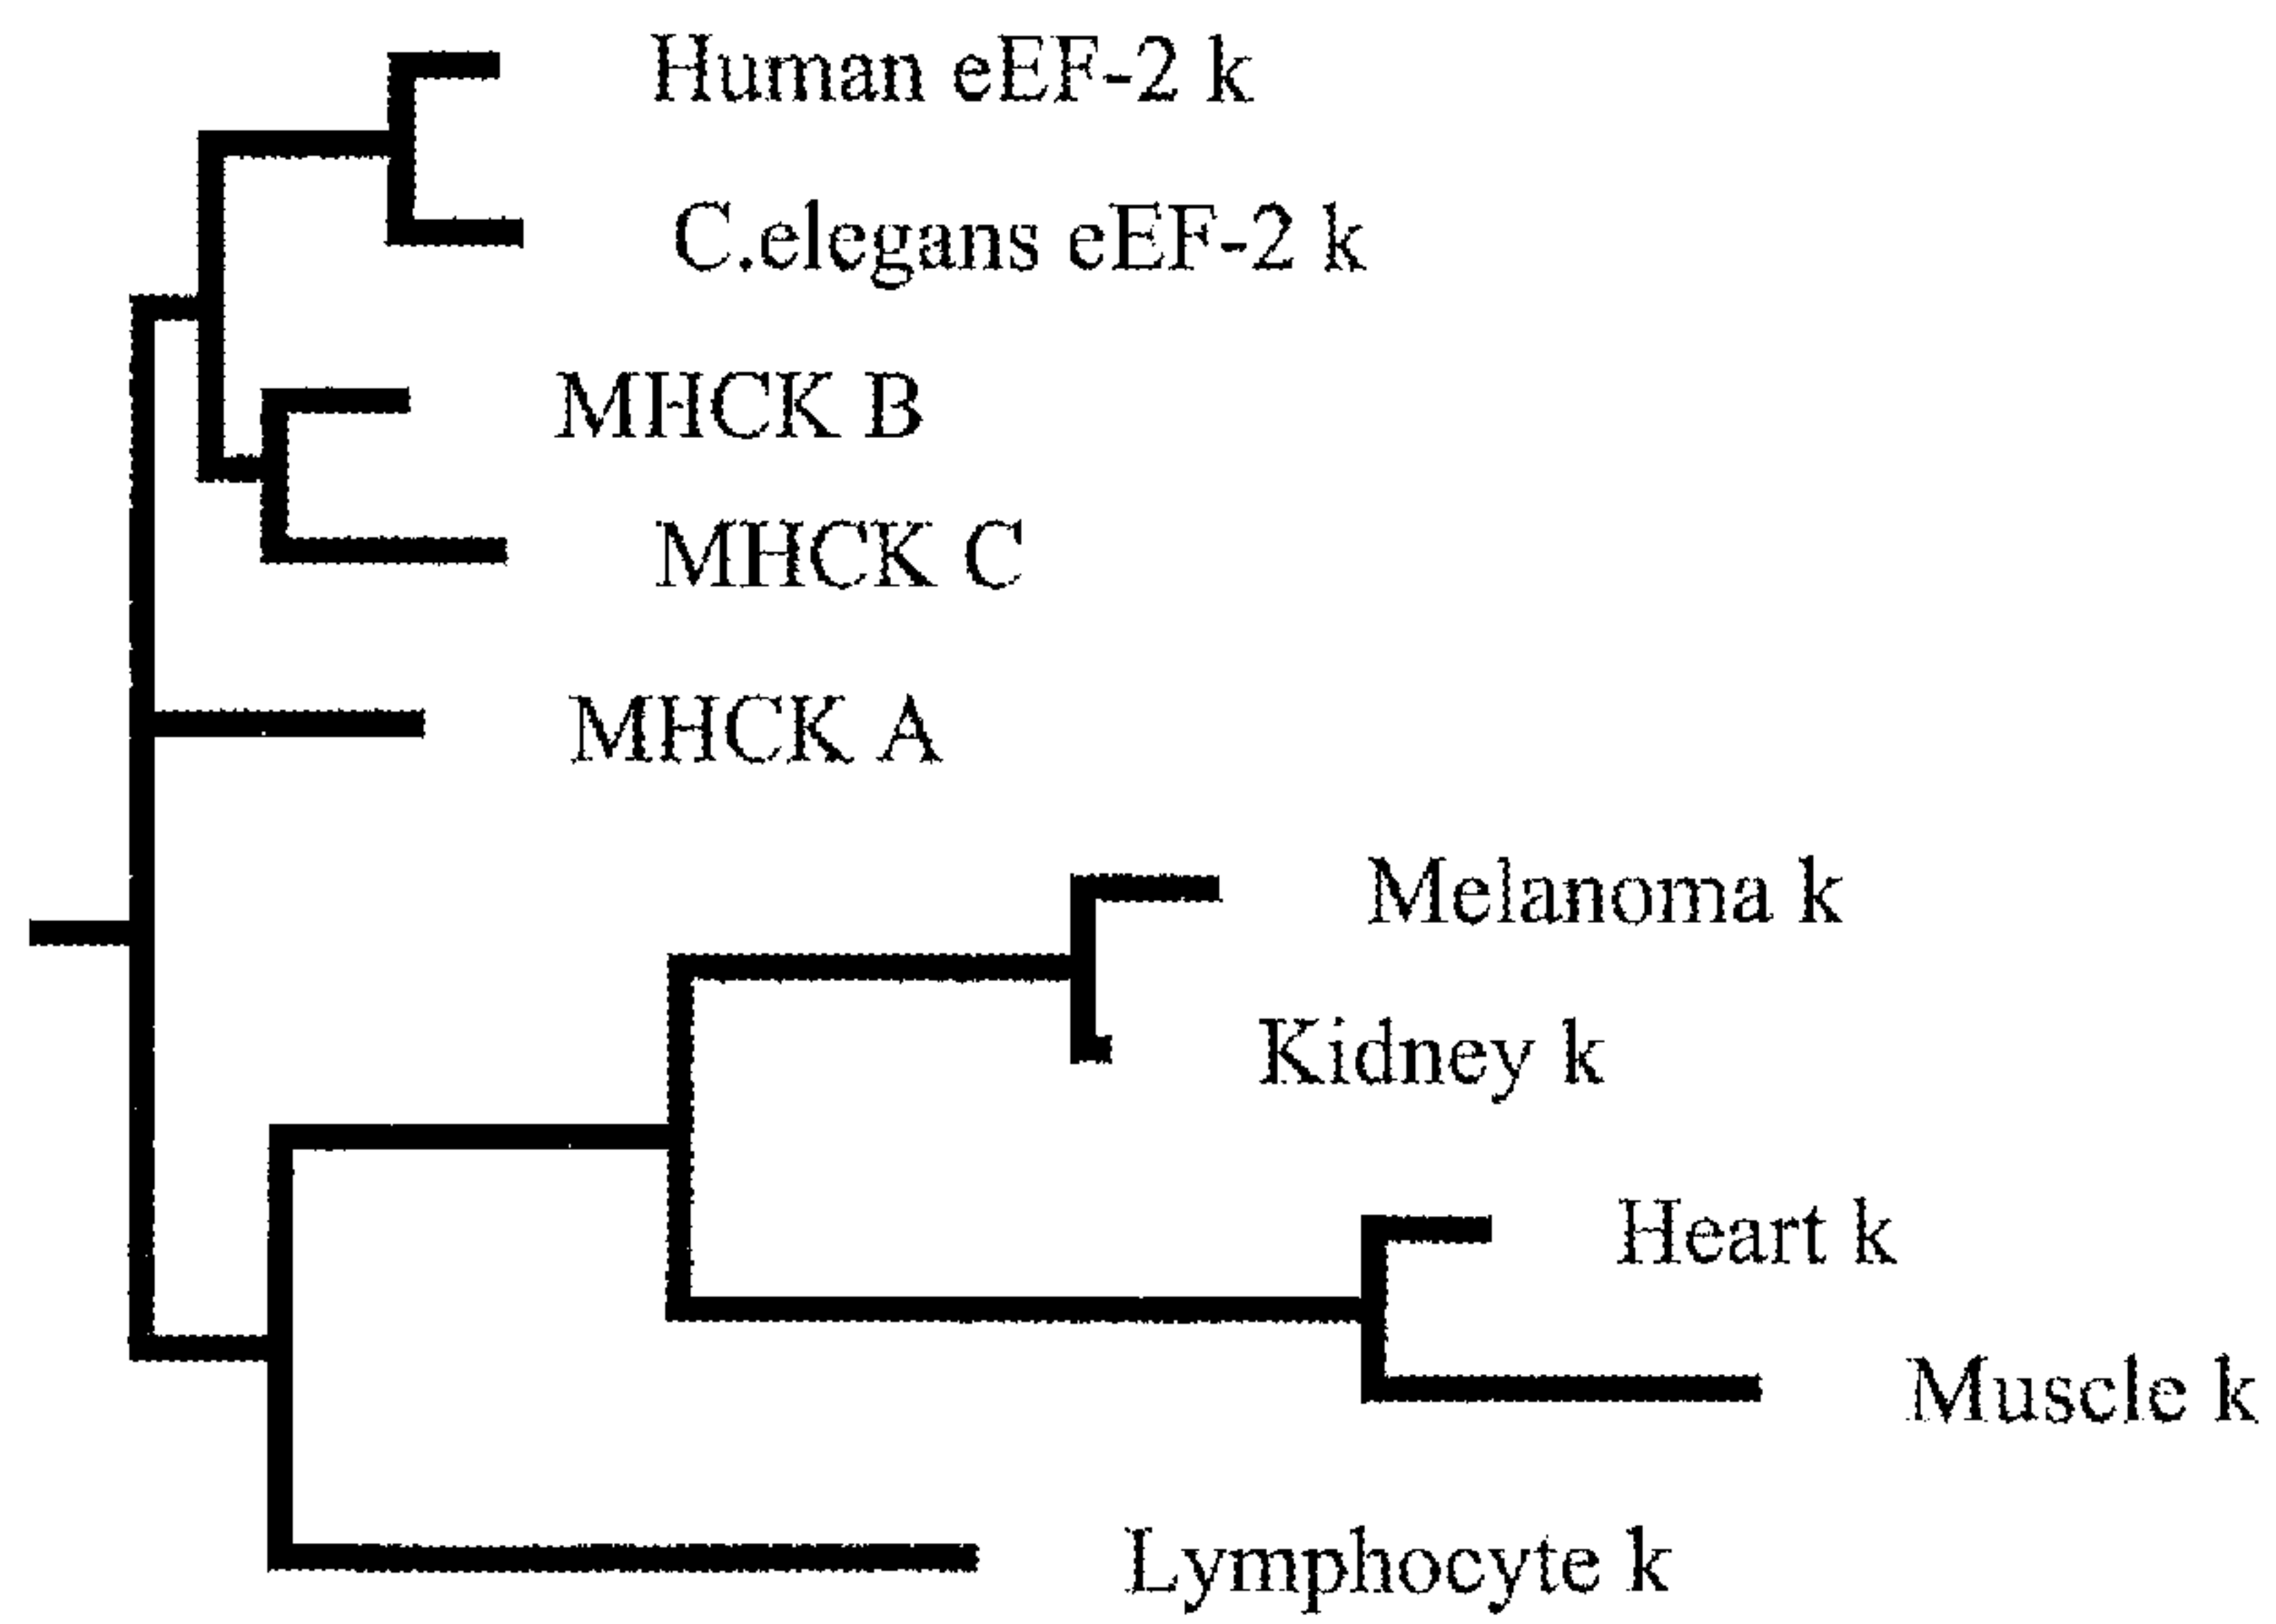 Human eEF-2 k
C.elegans eEF-2 k
MHCK B
MHCK C
MHCK A
Melanoma k
Kidney k
Heart k
Muscle k
Lymphocyte k